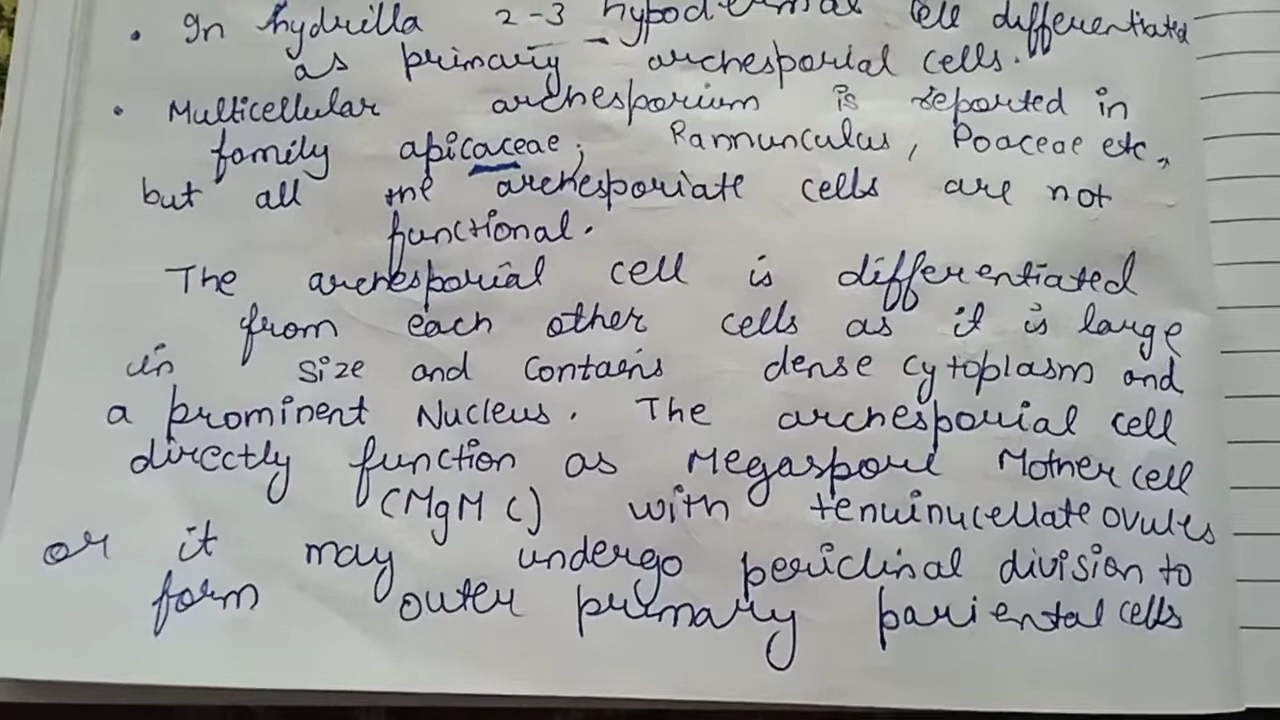 • In hydrilla 2-3 hypodermal cell differentiated
as primary archesporial cells.
• Multicellular archesporium is reported in
family apicaceae, Rannunculus, Poaceae etc,
but all the archesporiate cells are not
functional.
The archesporial cell is differentiated
from each other cells as it is large
in size and contains dense cytoplasm and
a prominent Nucleus. The archesporial cell
directly function as Megaspore Mother cell
(MgMC) with tenuinucellate ovules
or it may undergo periclinal division to
form outer primary pariental cells